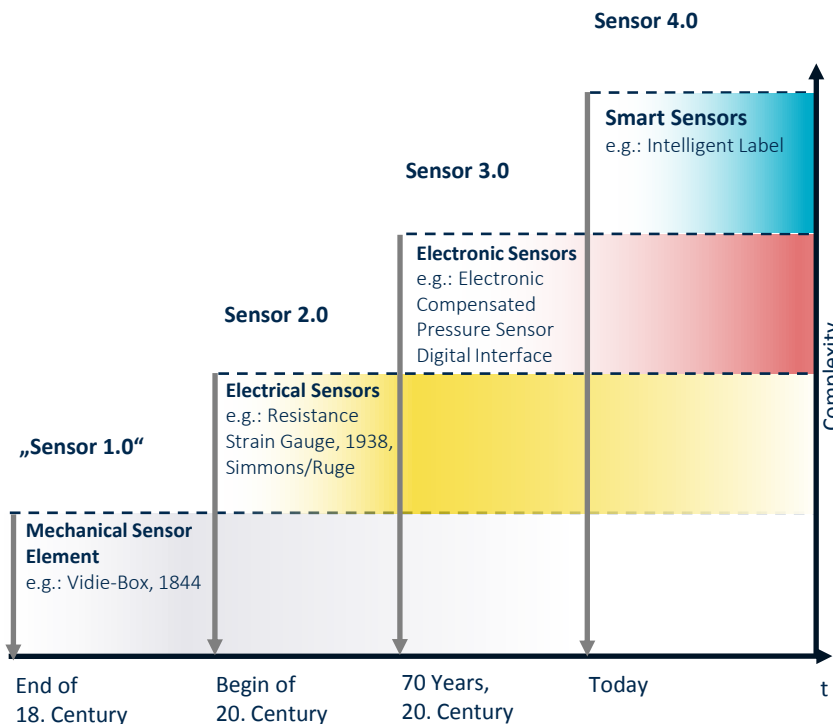 Sensor 4.0
Smart Sensors
e.g.: Intelligent Label
Sensor 3.0
Electronic Sensors
e.g.: Electronic
Compensated
Pressure Sensor
Digital Interface
Sensor 2.0
Electrical Sensors
e.g.: Resistance
Strain Gauge, 1938,
Simmons/Ruge
„Sensor 1.0“
Mechanical Sensor
Element
e.g.: Vidie-Box, 1844
Complexity
End of
18. Century
Begin of
20. Century
70 Years,
20. Century
Today
t